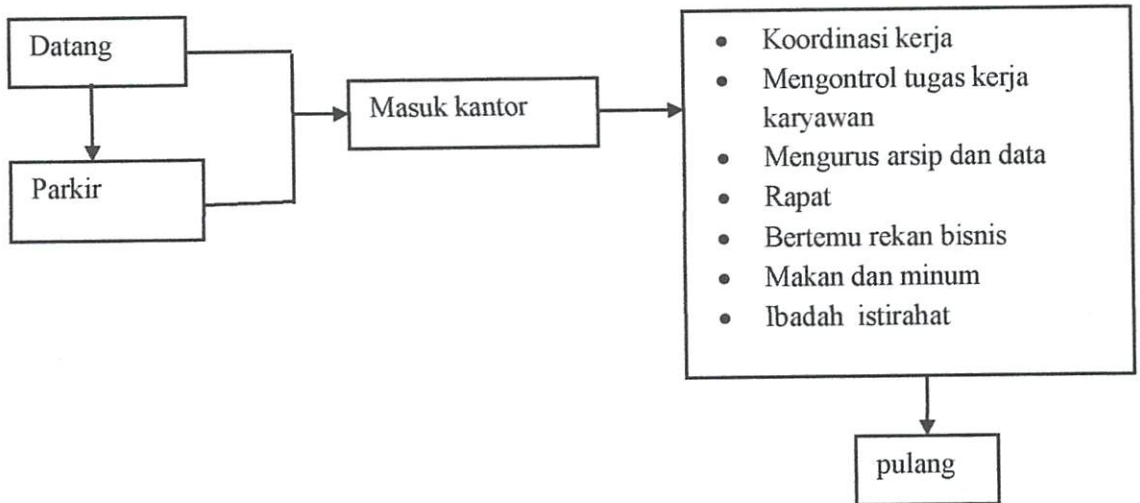 Datang
Parkir
Masuk kantor
• Koordinasi kerja
• Mengontrol tugas kerja
karyawan
• Mengurus arsip dan data
• Rapat
• Bertemu rekan bisnis
• Makan dan minum
• Ibadah istirahat
pulang